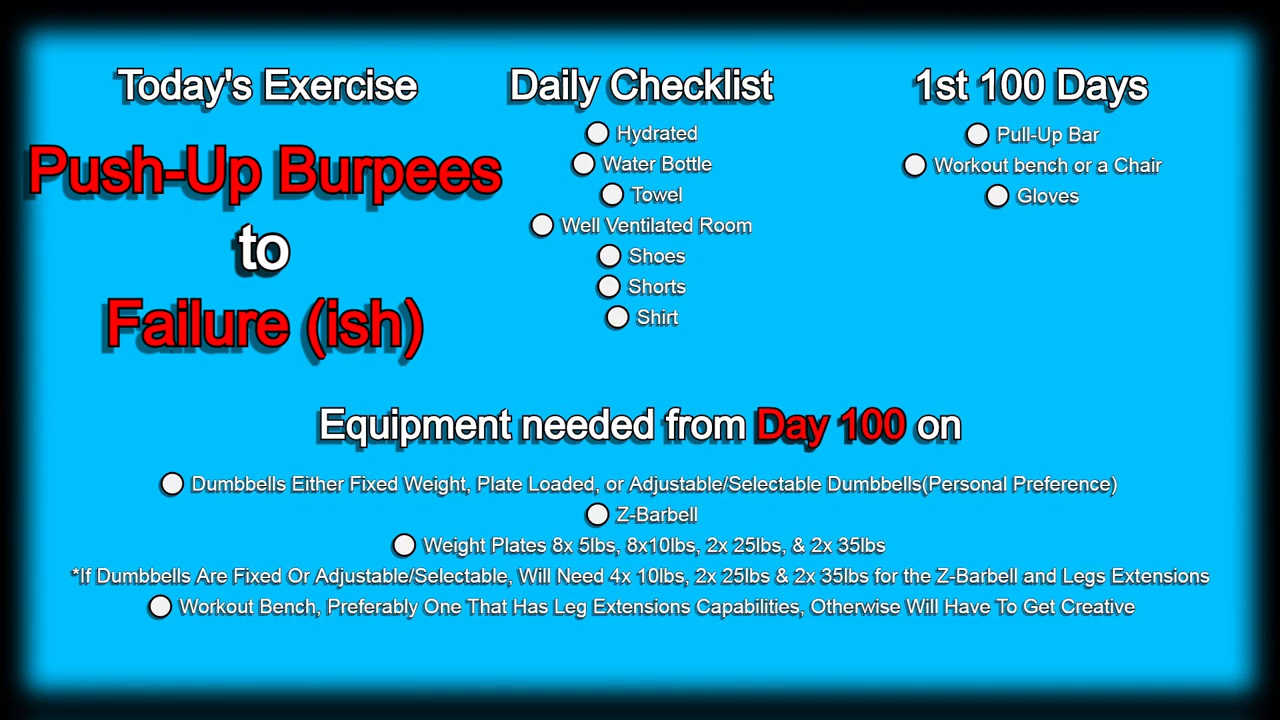 Today's Exercise
Push-Up Burpees
to
Failure (ish)
Daily Checklist
Hydrated
Water Bottle
Towel
Well Ventilated Room
Shoes
Shorts
Shirt
1st 100 Days
Pull-Up Bar
Workout bench or a Chair
Gloves
Equipment needed from Day 100 on
Dumbbells Either Fixed Weight, Plate Loaded, or Adjustable/Selectable Dumbbells(Personal Preference)
Z-Barbell
Weight Plates 8x 5lbs, 8x10lbs, 2x 25lbs, & 2x 35lbs
*If Dumbbells Are Fixed Or Adjustable/Selectable, Will Need 4x 10lbs, 2x 25lbs & 2x 35lbs for the Z-Barbell and Legs Extensions
Workout Bench, Preferably One That Has Leg Extensions Capabilities, Otherwise Will Have To Get Creative